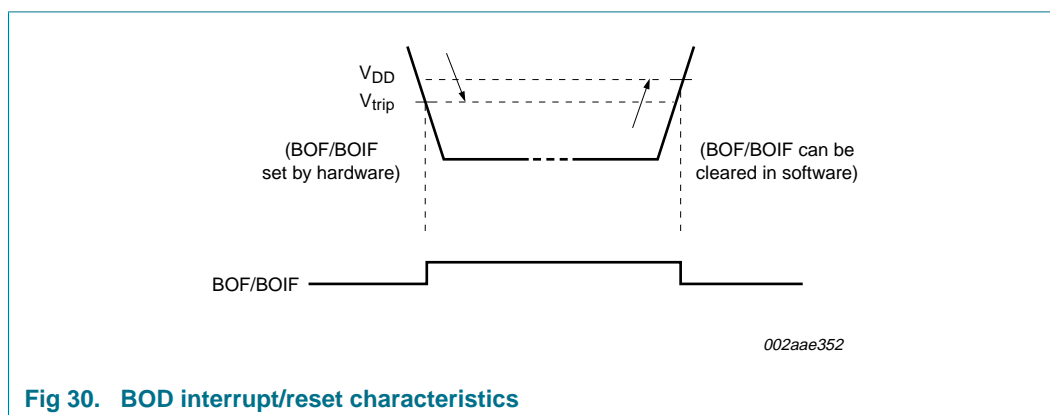 VDD
Vtrip
(BOF/BOIF
set by hardware)
(BOF/BOIF can be
cleared in software)
BOF/BOIF
002aae352
Fig 30. BOD interrupt/reset characteristics